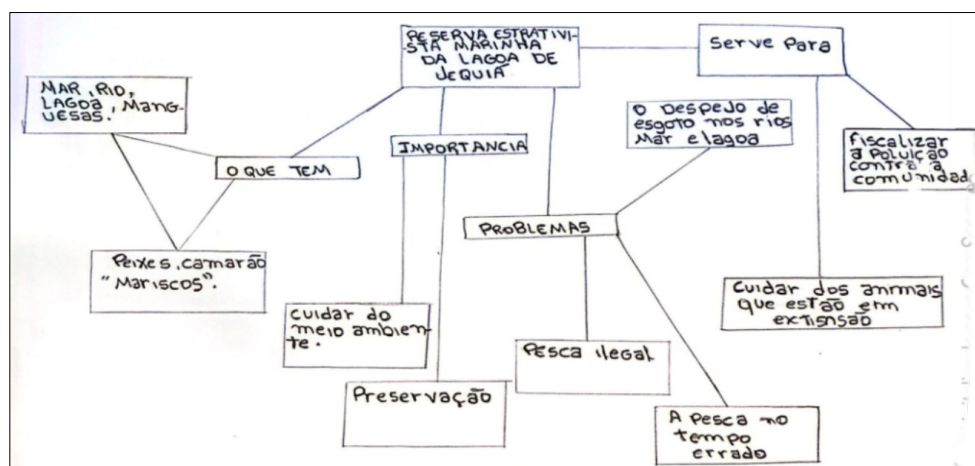 RESERVA ESTRATIVI-
STA MARINHA
DA LAGOA DE
JEQUIÁ
Serve Para
MAR, RIO,
LAGOA, MANG-
UESAS.
O QUE TEM
IMPORTANCIA
O Despejo de
esgoto nos rios
Mar e lagoa
fiscalizar
a Poluição
contra a
comunidad
Peixes, camarão
"Mariscos".
PROBLEMAS
cuidar do
meio ambien-
te.
Preservação
Pesca ilegal
A Pesca no
tempo
errado
Cuidar dos animais
que estão em
extisnsão